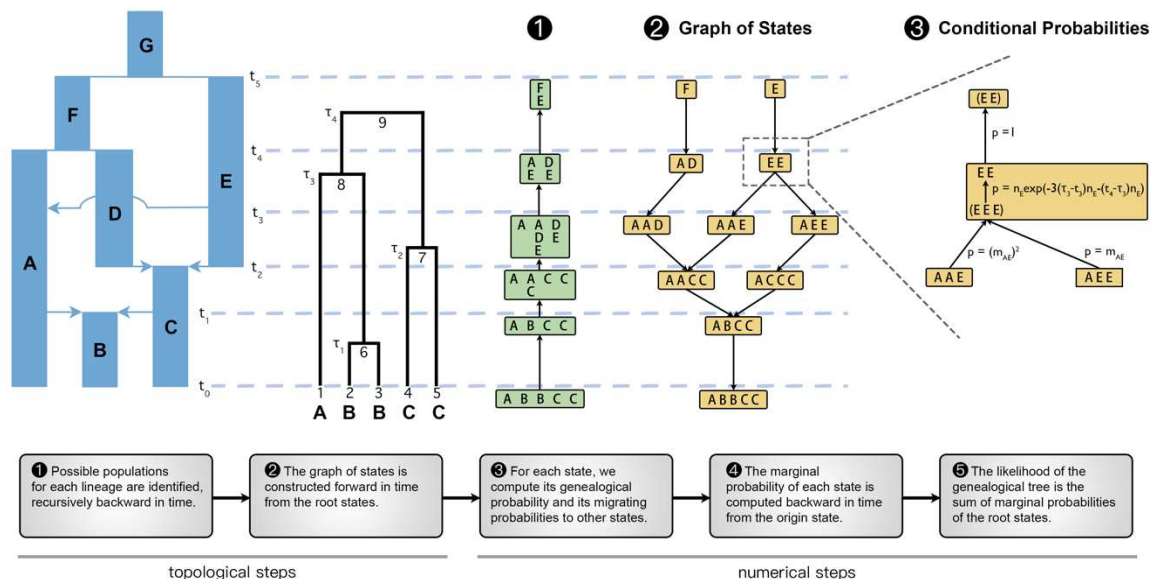 ❶
❷ Graph of States
❸ Conditional Probabilities
G
F
E
D
A
B
C
t5
t4
t3
t2
t1
t0
τ4
9
τ3
8
τ2
7
τ1
6
1 2 3 4 5
A B B C C
F
E
A D
E E
A A D
D E
E
A A C C
C
A B C C
A B B C C
F
E
A D
E E
A A D
A A E
A E E
A A C C
A C C C
A B C C
A B B C C
(E E)
p = 1
E E
p = nE exp(-3(τ3-t3)nE-(t4-τ3)nE)
(E E E)
p = (mAE)2
p = mAE
A A E
A E E
❶ Possible populations
for each lineage are identified,
recursively backward in time.
❷ The graph of states is
constructed forward in time
from the root states.
❸ For each state, we
compute its genealogical
probability and its migrating
probabilities to other states.
❹ The marginal
probability of each state is
computed backward in time
from the origin state.
❺ The likelihood of the
genealogical tree is the
sum of marginal probabilities
of the root states.
topological steps
numerical steps